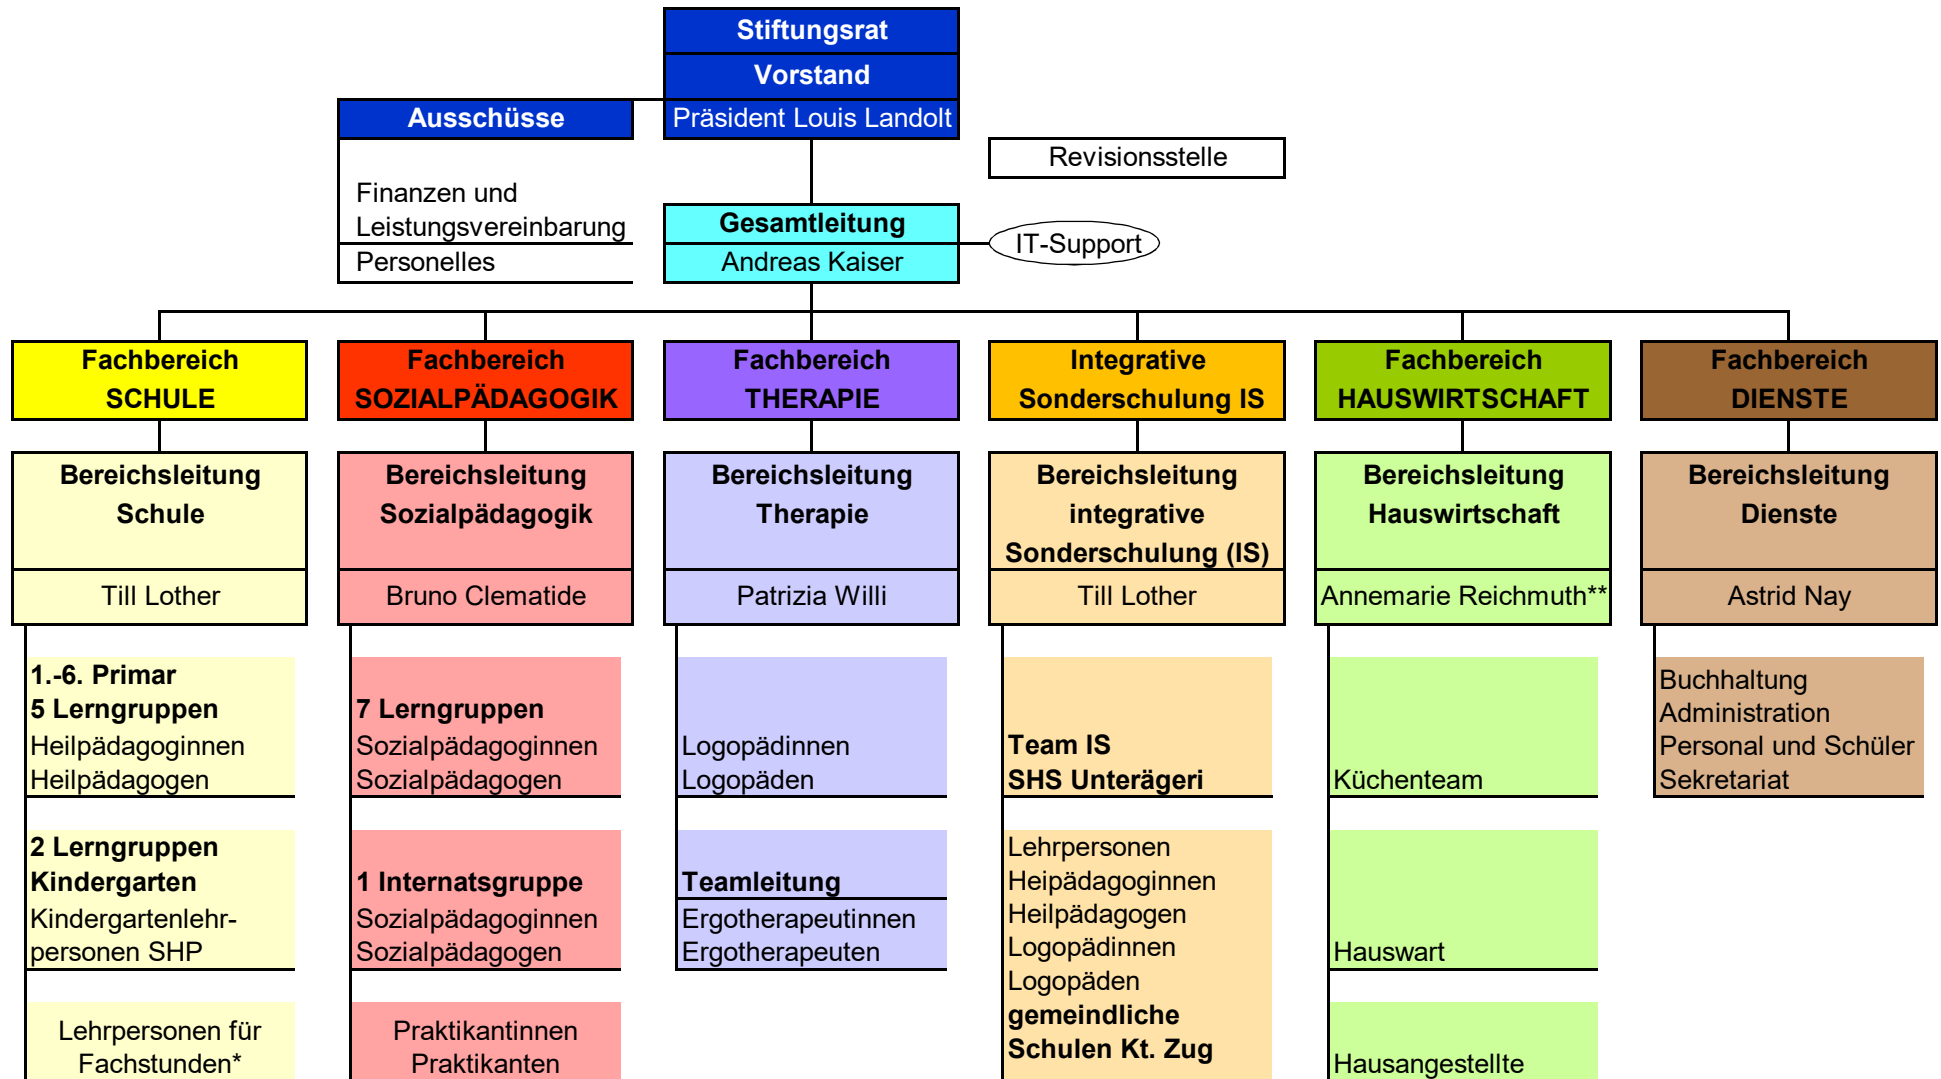 Stiftungsrat
Vorstand
Präsident Louis Landolt
Ausschüsse
Finanzen und
Leistungsvereinbarung
Personelles
Revisionsstelle
Gesamtleitung
Andreas Kaiser
IT-Support
Fachbereich
SCHULE
Bereichsleitung
Schule
Till Lother
1.-6. Primar
5 Lerngruppen
Heilpädagoginnen
Heilpädagogen
2 Lerngruppen
Kindergarten
Kindergartenlehr-
personen SHP
Lehrpersonen für
Fachstunden*
Fachbereich
SOZIALPÄDAGOGIK
Bereichsleitung
Sozialpädagogik
Bruno Clematide
7 Lerngruppen
Sozialpädagoginnen
Sozialpädagogen
1 Internatsgruppe
Sozialpädagoginnen
Sozialpädagogen
Praktikantinnen
Praktikanten
Fachbereich
THERAPIE
Bereichsleitung
Therapie
Patrizia Willi
Logopädinnen
Logopäden
Teamleitung
Ergotherapeutinnen
Ergotherapeuten
Integrative
Sonderschulung IS
Bereichsleitung
integrative
Sonderschulung (IS)
Till Lother
Team IS
SHS Unterägeri
Lehrpersonen
Heipädagoginnen
Heilpädagogen
Logopädinnen
Logopäden
gemeindliche
Schulen Kt. Zug
Fachbereich
HAUSWIRTSCHAFT
Bereichsleitung
Hauswirtschaft
Annemarie Reichmuth**
Küchenteam
Hauswart
Hausangestellte
Fachbereich
DIENSTE
Bereichsleitung
Dienste
Astrid Nay
Buchhaltung
Administration
Personal und Schüler
Sekretariat